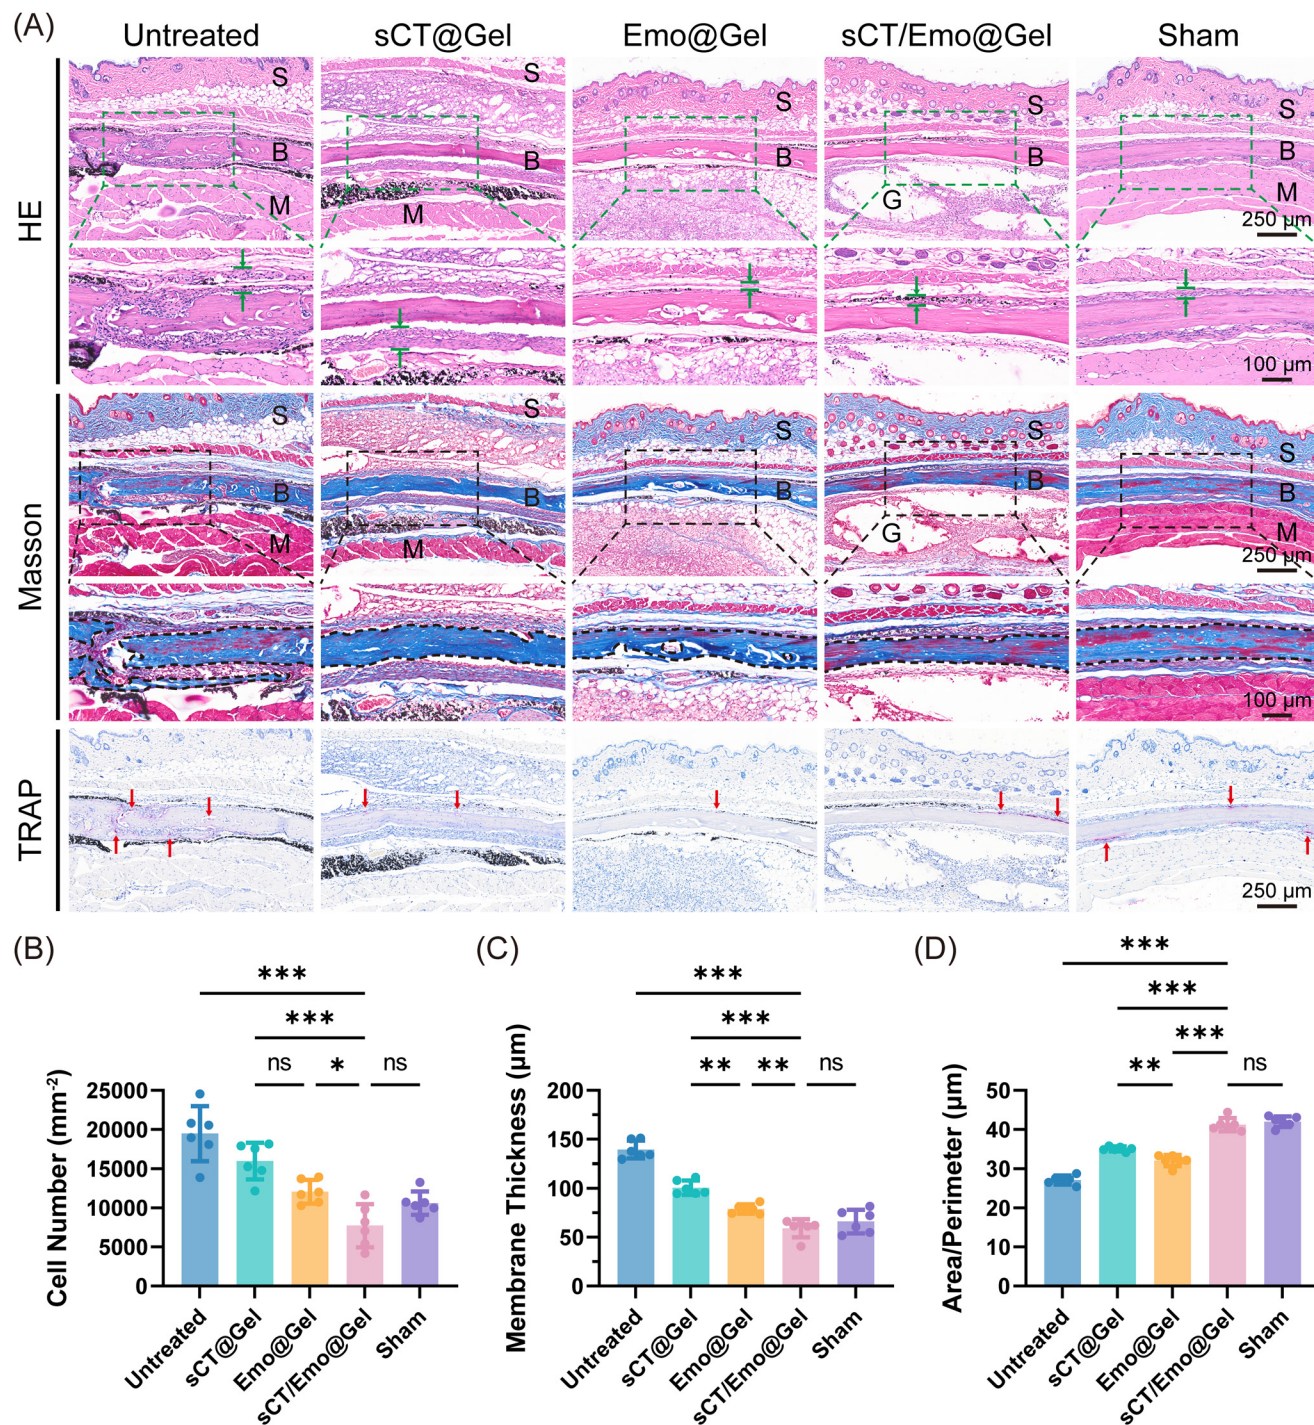 (A)
Untreated sCT@Gel Emo@Gel sCT/Emo@Gel Sham
HE
S S S S S
B B B B
M M G M
250 μm
100 μm
Masson
S S S S S
B B B B
M M G M
250 μm
100 μm
TRAP
250 μm
(B)
***
***
ns * ns
Cell Number (mm⁻²)
25000
20000
15000
10000
5000
0
Untreated
sCT@Gel
Emo@Gel
sCT/Emo@Gel
Sham
(C)
***
***
** ** ns
Membrane Thickness (μm)
200
150
100
50
0
Untreated
sCT@Gel
Emo@Gel
sCT/Emo@Gel
Sham
(D)
***
***
***
** ns
Area/Perimeter (μm)
50
40
30
20
10
0
Untreated
sCT@Gel
Emo@Gel
sCT/Emo@Gel
Sham